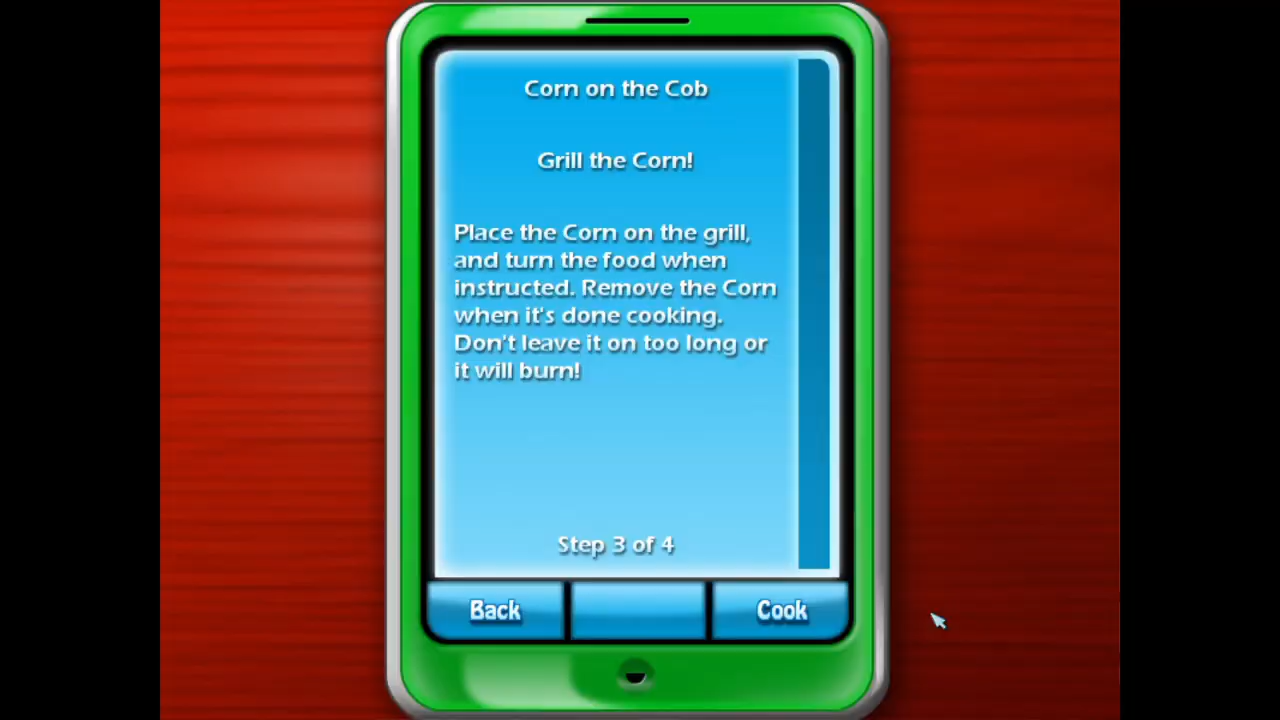 Corn on the Cob
Grill the Corn!
Place the Corn on the grill,
and turn the food when
instructed. Remove the Corn
when it's done cooking.
Don't leave it on too long or
it will burn!
Step 3 of 4
Back
Cook